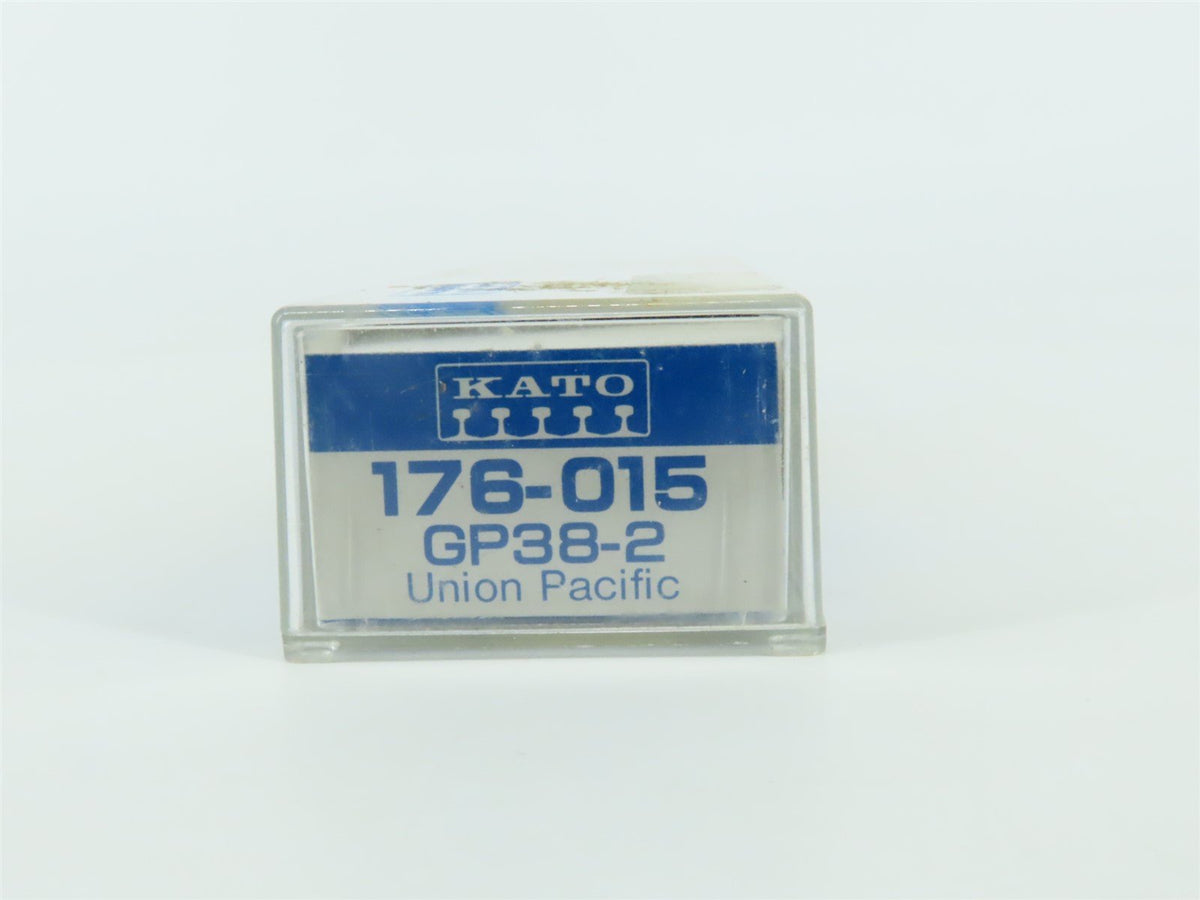 KATO
176-015
GP38-2
Union Pacific